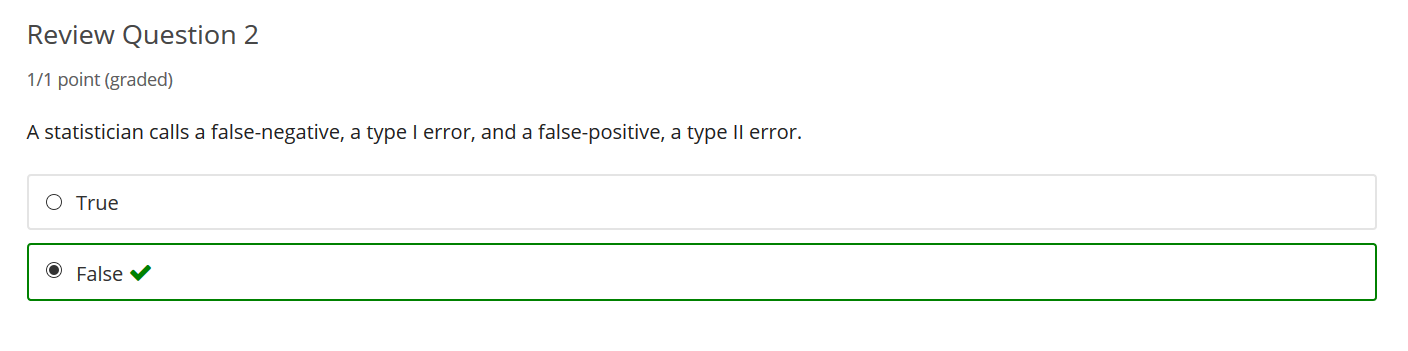 Review Question 2
1/1 point (graded)
A statistician calls a false-negative, a type I error, and a false-positive, a type II error.
True
False